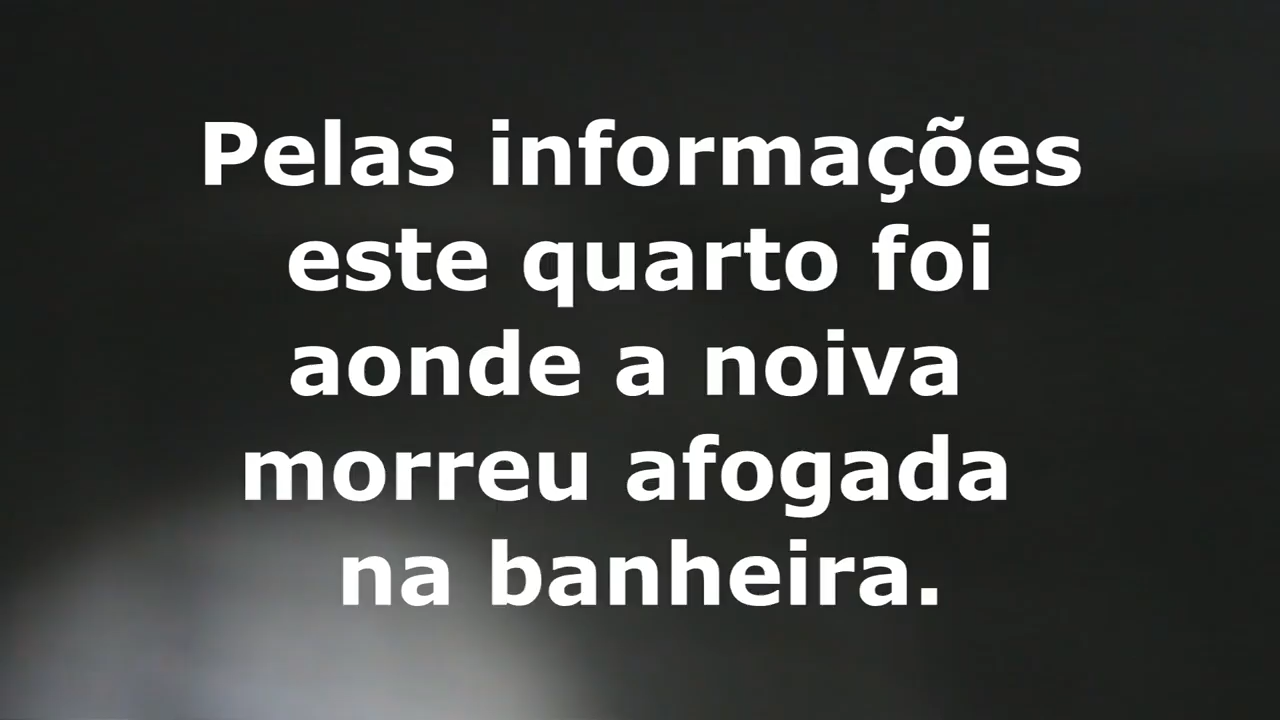 Pelas informações
este quarto foi
aonde a noiva
morreu afogada
na banheira.